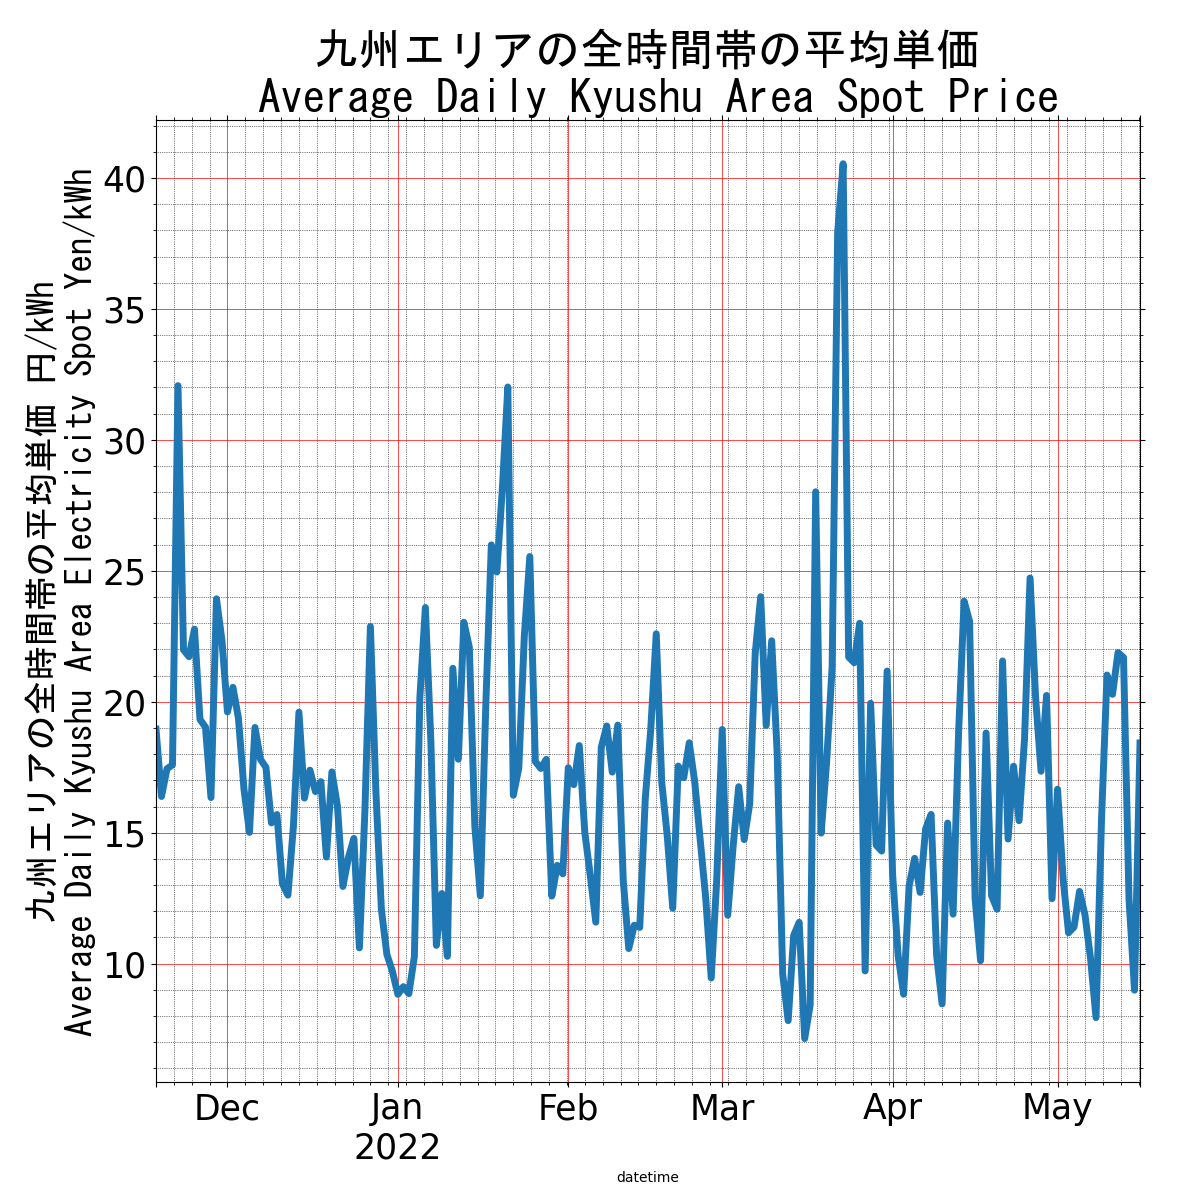 九州エリアの全時間帯の平均単価
Average Daily Kyushu Area Spot Price
九州エリアの全時間帯の平均単価 円/kWh
Average Daily Kyushu Area Electricity Spot Yen/kWh
40
35
30
25
20
15
10
Dec
Jan
2022
Feb
Mar
Apr
May
datetime